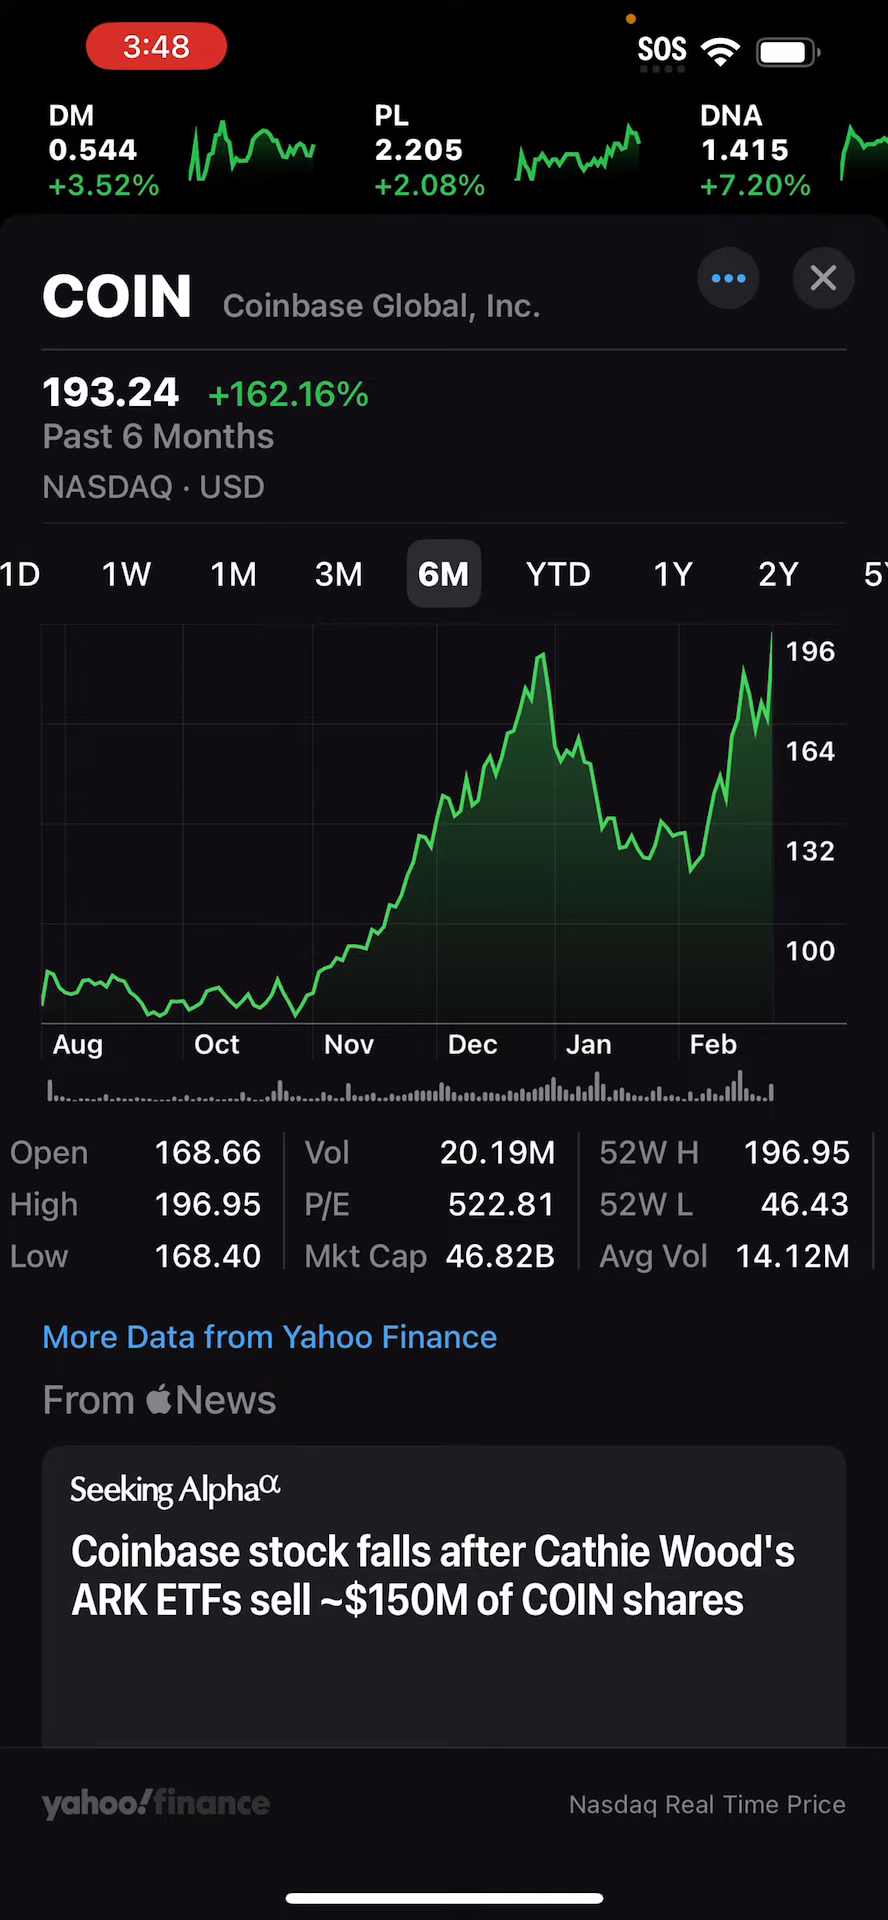 3:48
SOS
DM
0.544
+3.52%
PL
2.205
+2.08%
DNA
1.415
+7.20%
COIN Coinbase Global, Inc.
193.24 +162.16%
Past 6 Months
NASDAQ · USD
1D 1W 1M 3M 6M YTD 1Y 2Y 5Y
196
164
132
100
Aug Oct Nov Dec Jan Feb
Open 168.66 Vol 20.19M 52W H 196.95
High 196.95 P/E 522.81 52W L 46.43
Low 168.40 Mkt Cap 46.82B Avg Vol 14.12M
More Data from Yahoo Finance
From News
Seeking Alphaα
Coinbase stock falls after Cathie Wood's
ARK ETFs sell ~$150M of COIN shares
yahoo!finance Nasdaq Real Time Price